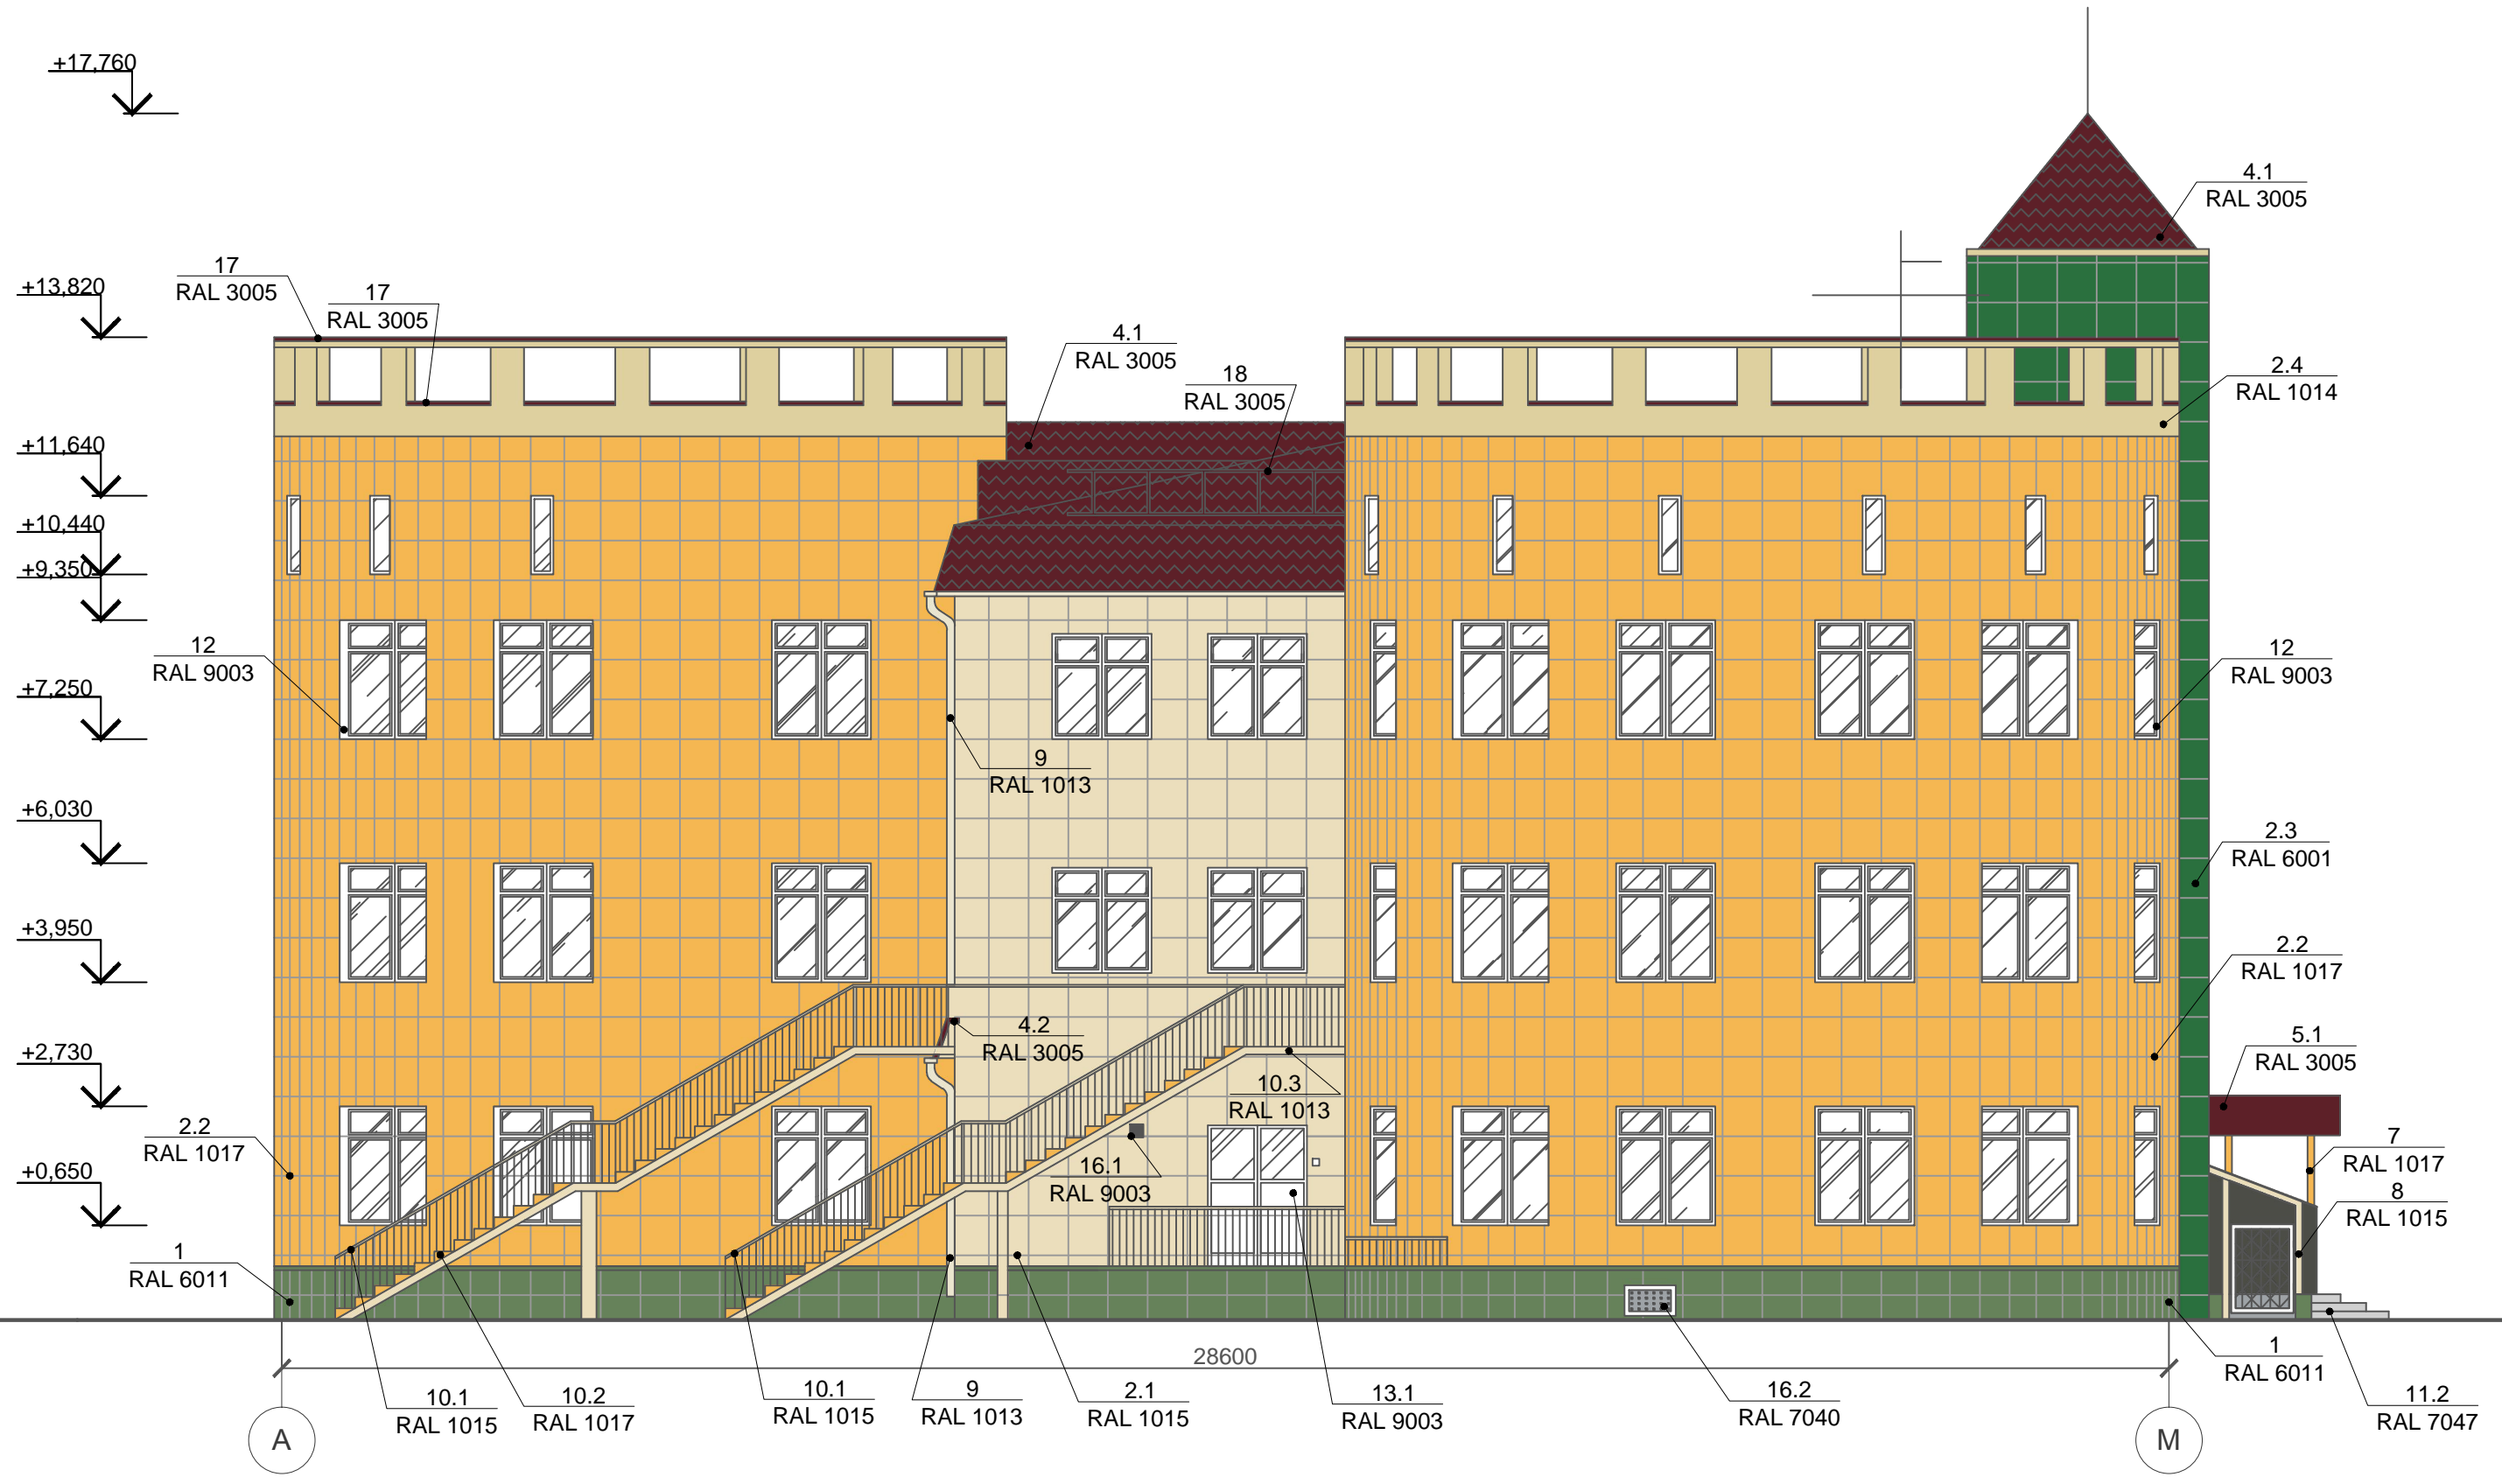 +17,760
4.1
RAL 3005
17
RAL 3005
+13,820
17
RAL 3005
4.1
RAL 3005
18
RAL 3005
2.4
RAL 1014
+11,640
+10,440
+9,350
12
RAL 9003
12
RAL 9003
+7,250
9
RAL 1013
+6,030
2.3
RAL 6001
+3,950
2.2
RAL 1017
4.2
RAL 3005
5.1
RAL 3005
+2,730
10.3
RAL 1013
2.2
RAL 1017
7
RAL 1017
+0,650
16.1
RAL 9003
8
RAL 1015
1
RAL 6011
28600
1
RAL 6011
10.1
RAL 1015
10.2
RAL 1017
10.1
RAL 1015
9
RAL 1013
2.1
RAL 1015
13.1
RAL 9003
16.2
RAL 7040
11.2
RAL 7047
А
М